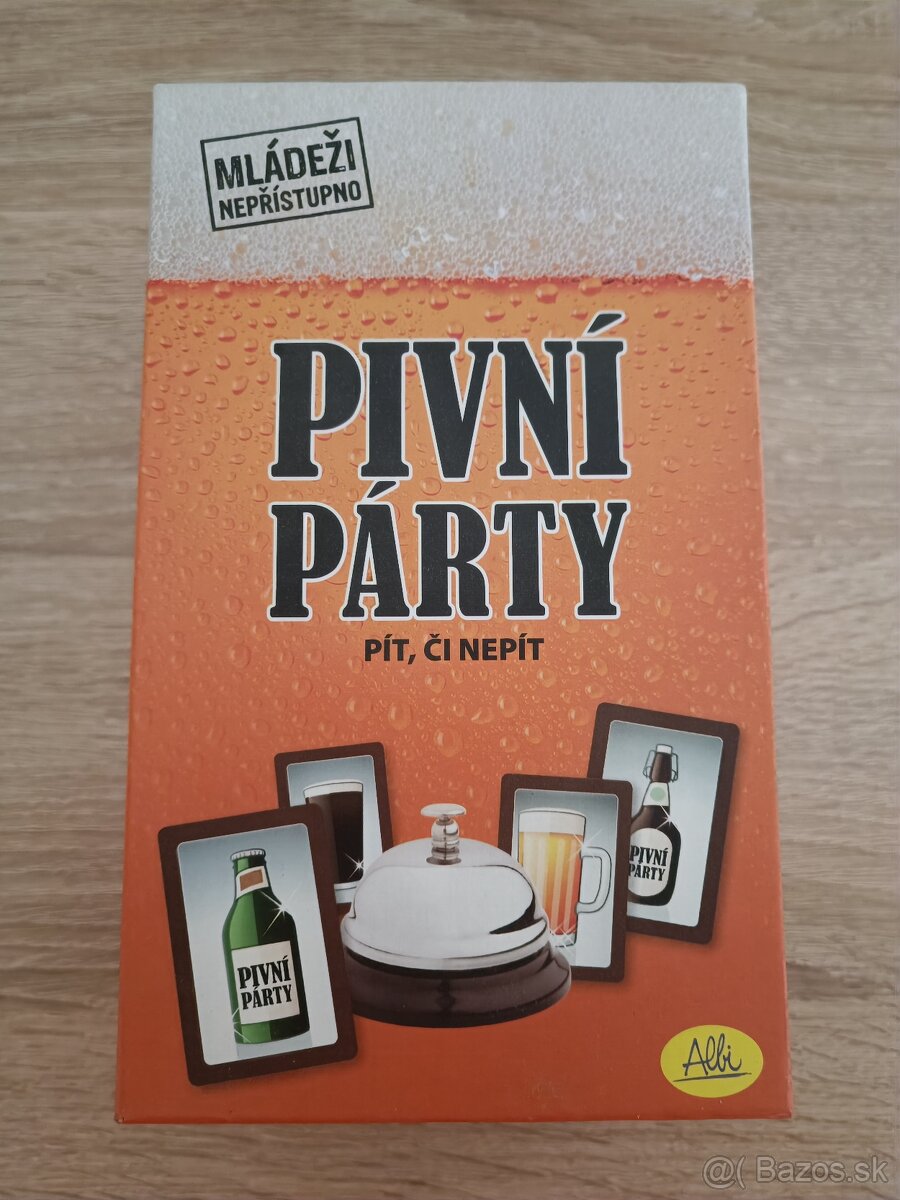 MLÁDEŽI
NEPŘÍSTUPNO
PIVNÍ
PÁRTY
PÍT, ČI NEPÍT
PIVNÍ
PÁRTY
PIVNÍ
PÁRTY
Albi
@( Bazos.sk